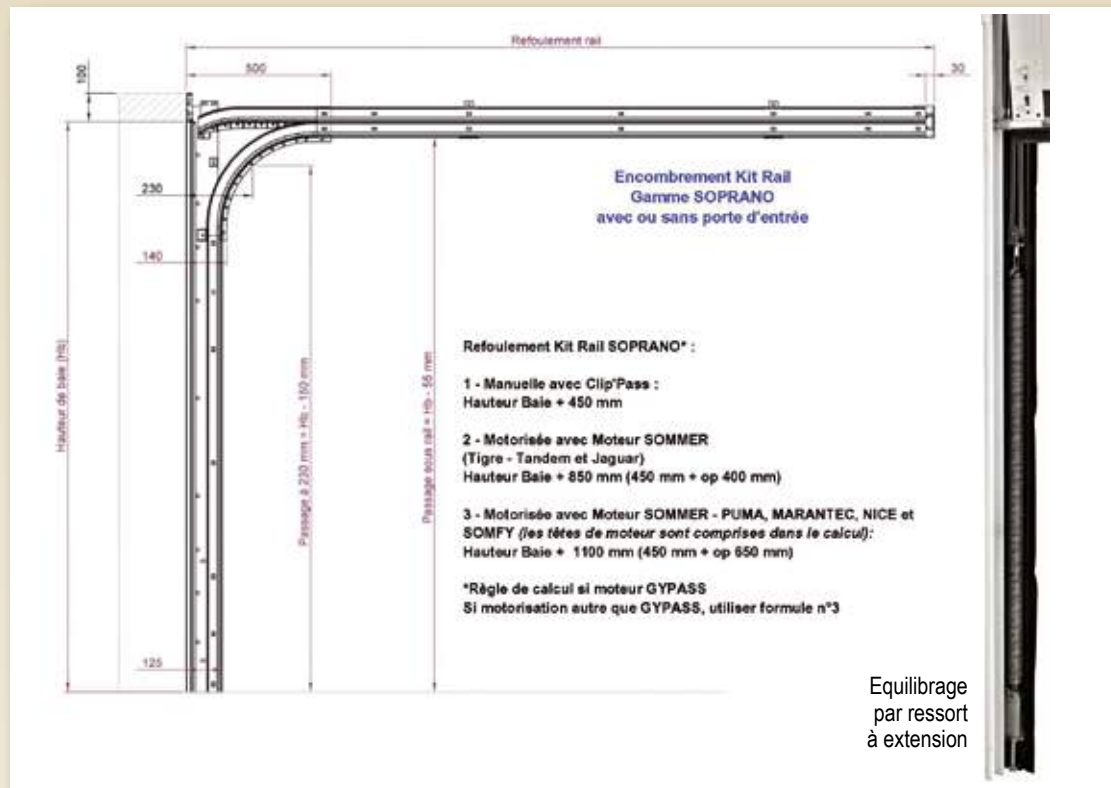 Refoulement rail
500
30
100
230
140
125
Hauteur de baie (Hb)
Passage à 230 mm = Hb - 150 mm
Passage sous rail = Hb - 55 mm
Encombrement Kit Rail
Gamme SOPRANO
avec ou sans porte d'entrée
Refoulement Kit Rail SOPRANO* :
1 - Manuelle avec Clip'Pass :
Hauteur Baie + 450 mm
2 - Motorisée avec Moteur SOMMER
(Tigre - Tandem et Jaguar)
Hauteur Baie + 850 mm (450 mm + op 400 mm)
3 - Motorisée avec Moteur SOMMER - PUMA, MARANTEC, NICE et
SOMFY (les têtes de moteur sont comprises dans le calcul):
Hauteur Baie + 1100 mm (450 mm + op 650 mm)
*Règle de calcul si moteur GYPASS
Si motorisation autre que GYPASS, utiliser formule n°3
Equilibrage
par ressort
à extension